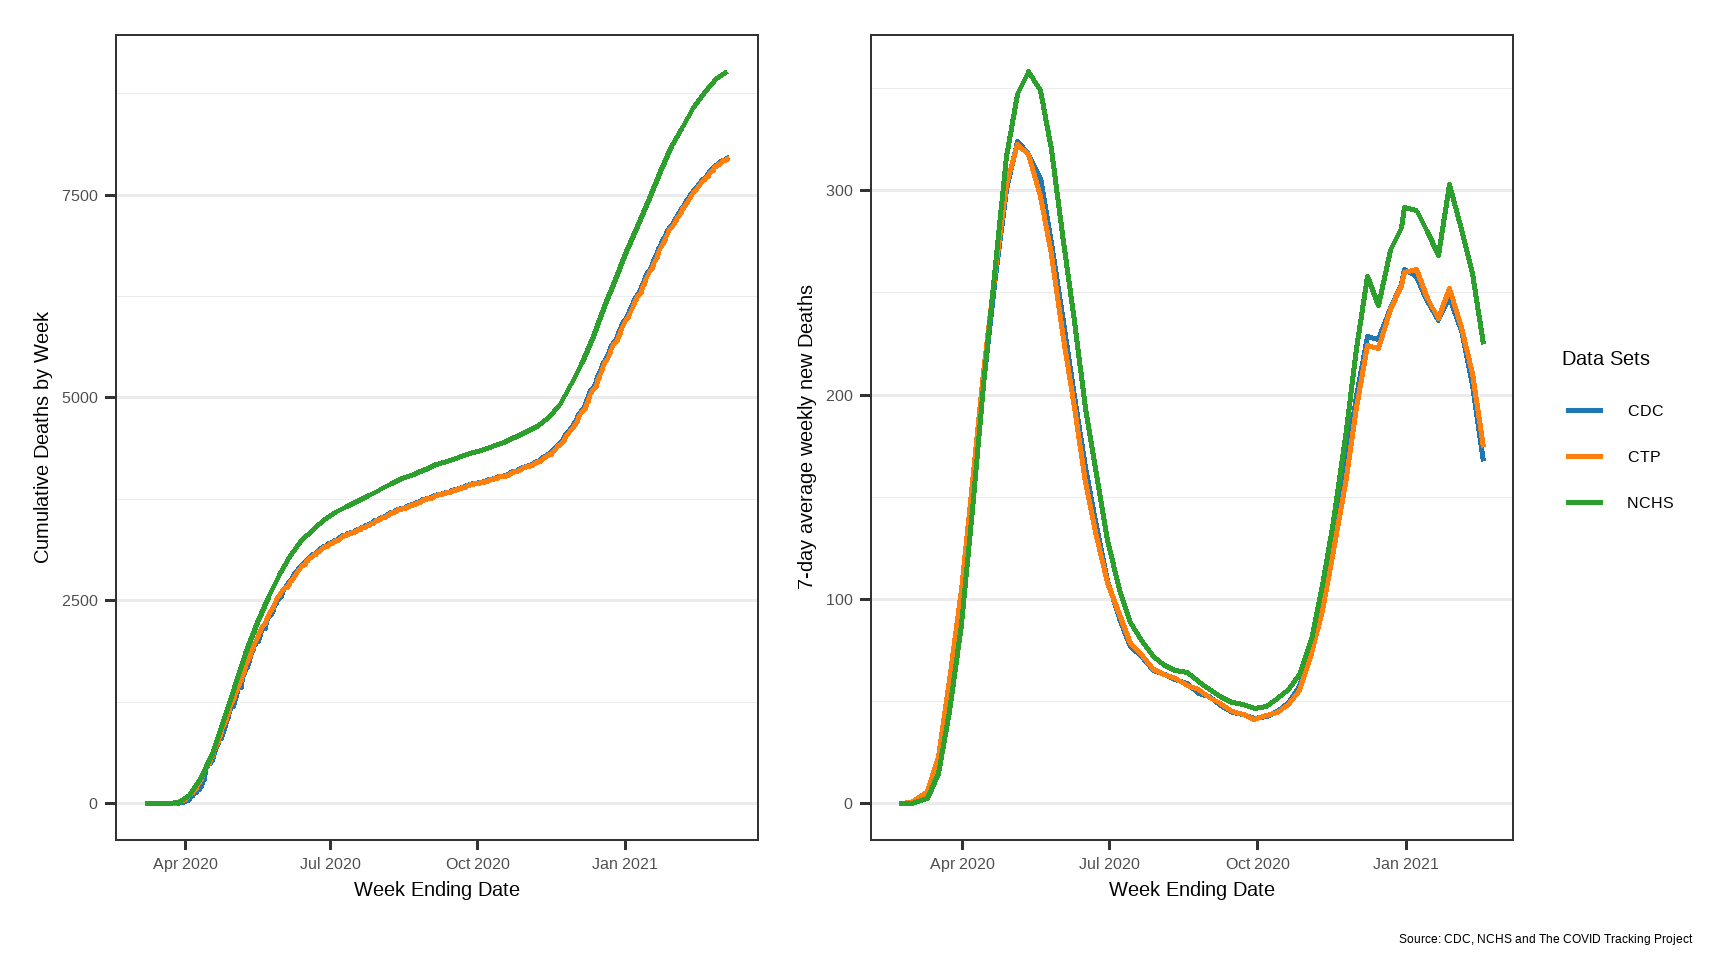 Cumulative Deaths by Week
7500
5000
2500
0
Apr 2020
Jul 2020
Oct 2020
Jan 2021
Week Ending Date
7-day average weekly new Deaths
300
200
100
0
Apr 2020
Jul 2020
Oct 2020
Jan 2021
Week Ending Date
Data Sets
CDC
CTP
NCHS
Source: CDC, NCHS and The COVID Tracking Project